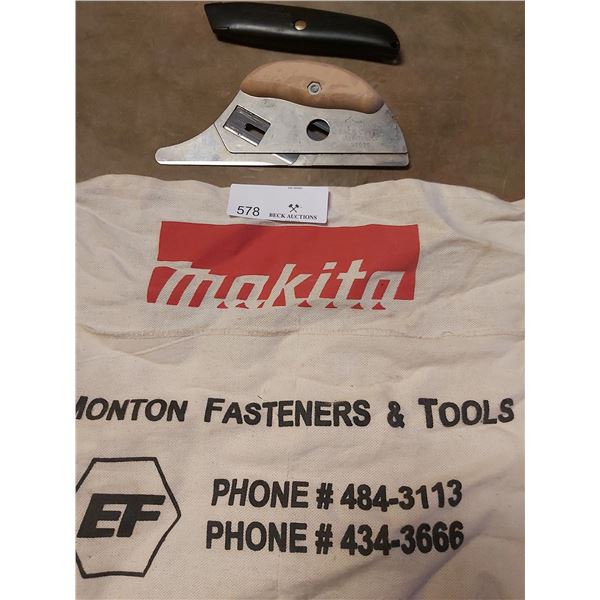 578
BECK AUCTIONS
makita
MONTON FASTENERS & TOOLS
EF
PHONE # 484-3113
PHONE # 434-3666